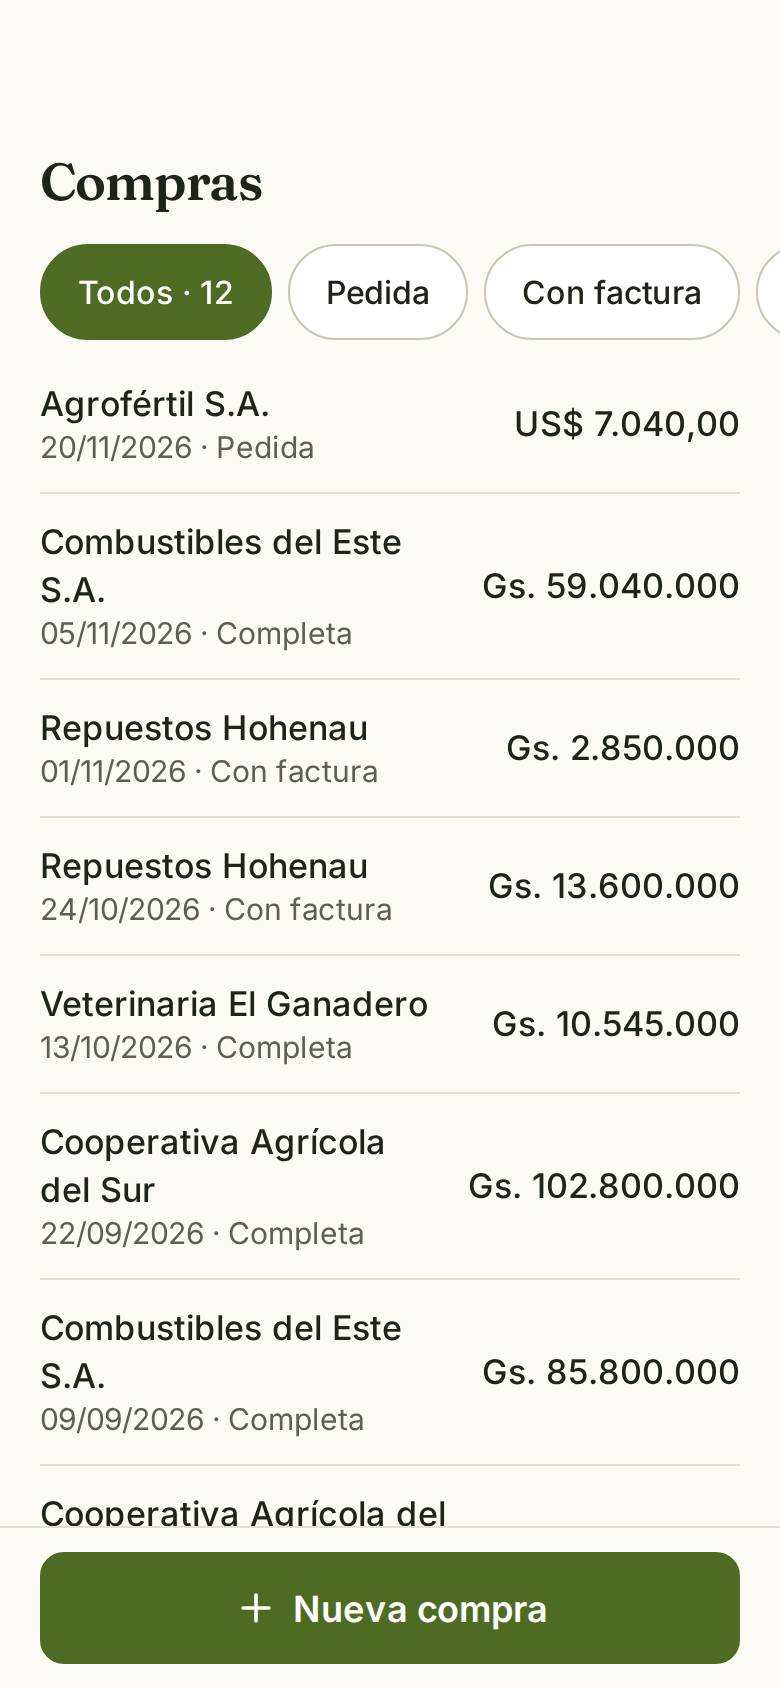 Compras
Todos · 12
Pedida
Con factura
Agrofértil S.A.
20/11/2026 · Pedida
US$ 7.040,00
Combustibles del Este
S.A.
05/11/2026 · Completa
Gs. 59.040.000
Repuestos Hohenau
01/11/2026 · Con factura
Gs. 2.850.000
Repuestos Hohenau
24/10/2026 · Con factura
Gs. 13.600.000
Veterinaria El Ganadero
13/10/2026 · Completa
Gs. 10.545.000
Cooperativa Agrícola
del Sur
22/09/2026 · Completa
Gs. 102.800.000
Combustibles del Este
S.A.
09/09/2026 · Completa
Gs. 85.800.000
Cooperativa Agrícola del
+ Nueva compra